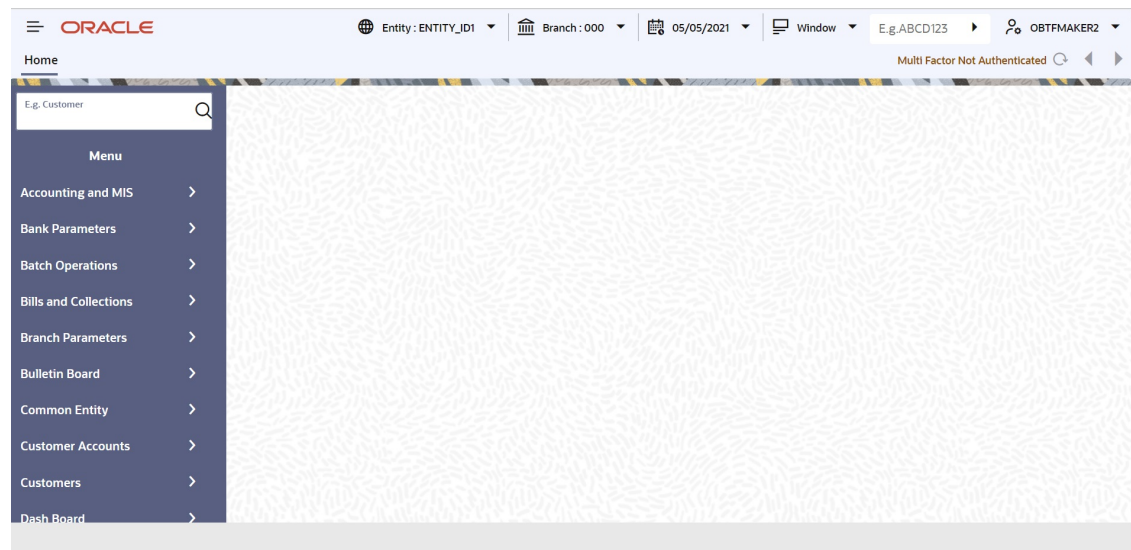 ORACLE Entity : ENTITY_ID1 Branch : 000 05/05/2021 Window E.g.ABCD123 OBTFMAKER2
Home Multi Factor Not Authenticated
E.g. Customer
Menu
Accounting and MIS
Bank Parameters
Batch Operations
Bills and Collections
Branch Parameters
Bulletin Board
Common Entity
Customer Accounts
Customers
Dash Board